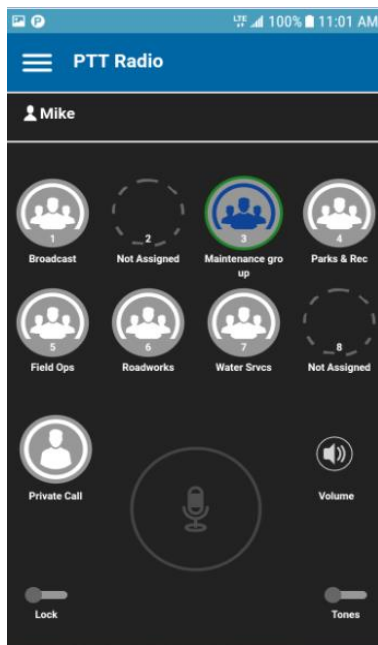 LTE 100% 11:01 AM
PTT Radio
Mike
1 2 3 4
Broadcast Not Assigned Maintenance gro Parks & Rec
up
5 6 7 8
Field Ops Roadworks Water Srvcs Not Assigned
Private Call Volume
Lock Tones